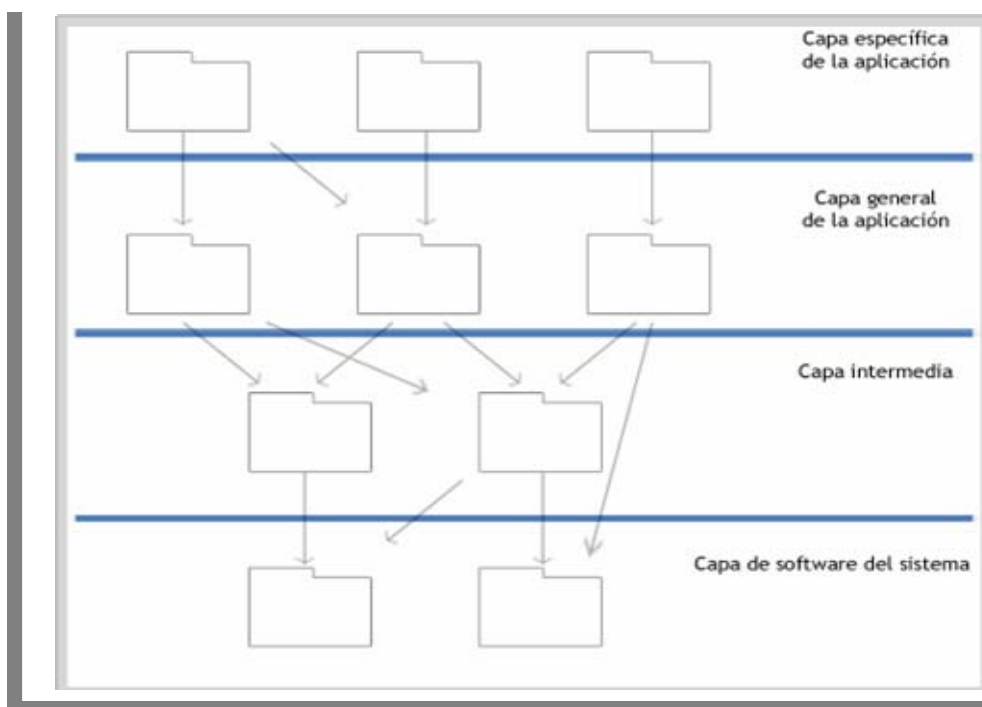 Capa específica
de la aplicación
Capa general
de la aplicación
Capa intermedia
Capa de software del sistema